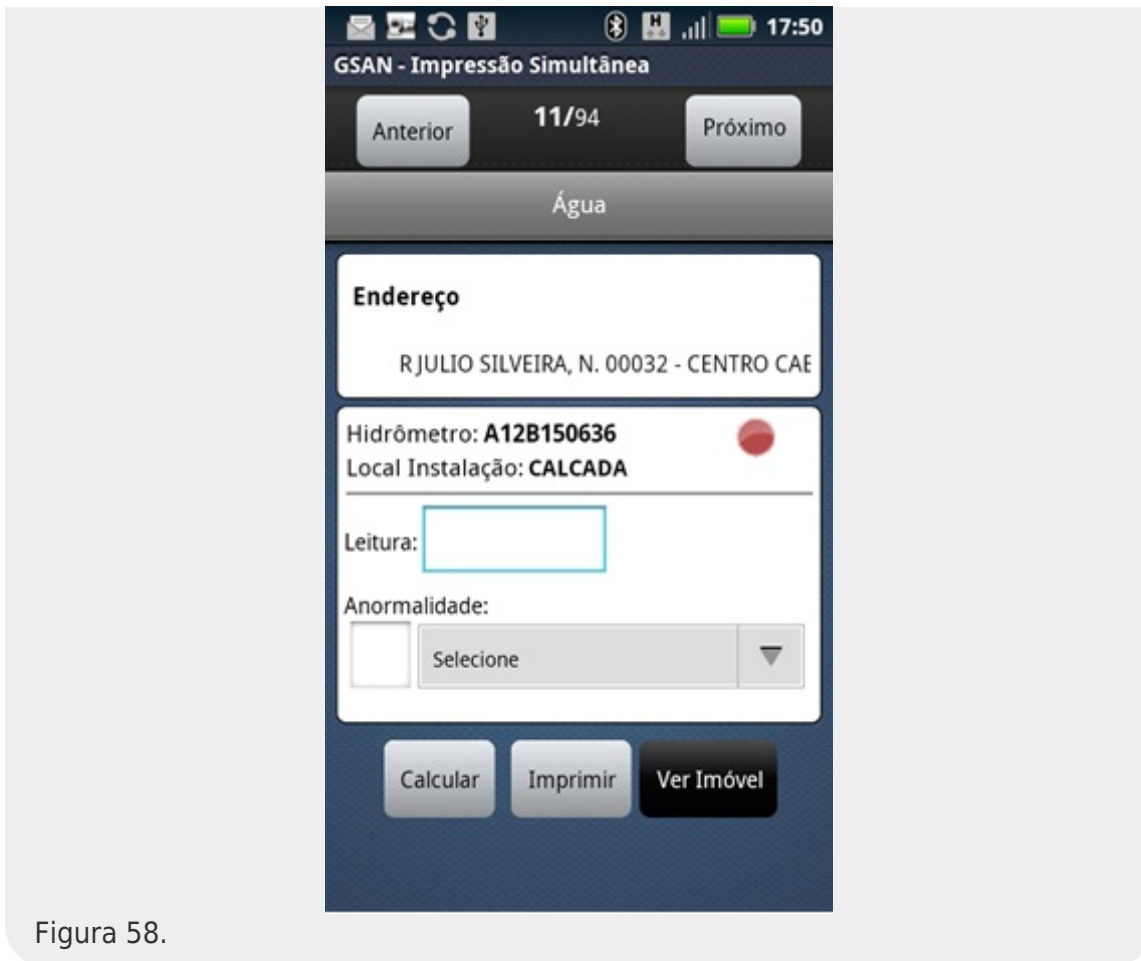 17:50
GSAN - Impressão Simultânea
Anterior 11/94 Próximo
Água
Endereço
R JULIO SILVEIRA, N. 00032 - CENTRO CAE
Hidrômetro: A12B150636
Local Instalação: CALCADA
Leitura:
Anormalidade:
Selecione
Calcular Imprimir Ver Imóvel
Figura 58.